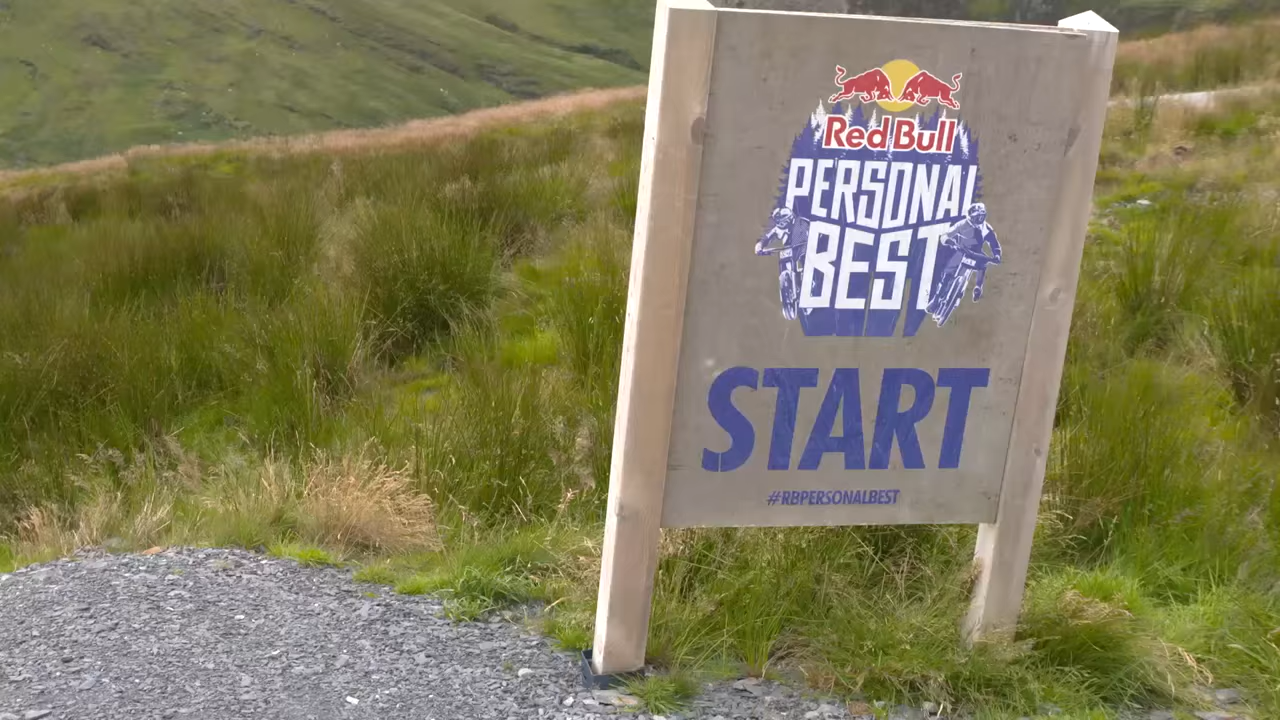 Red Bull
PERSONAL
BEST
START
#RBPERSONALBEST